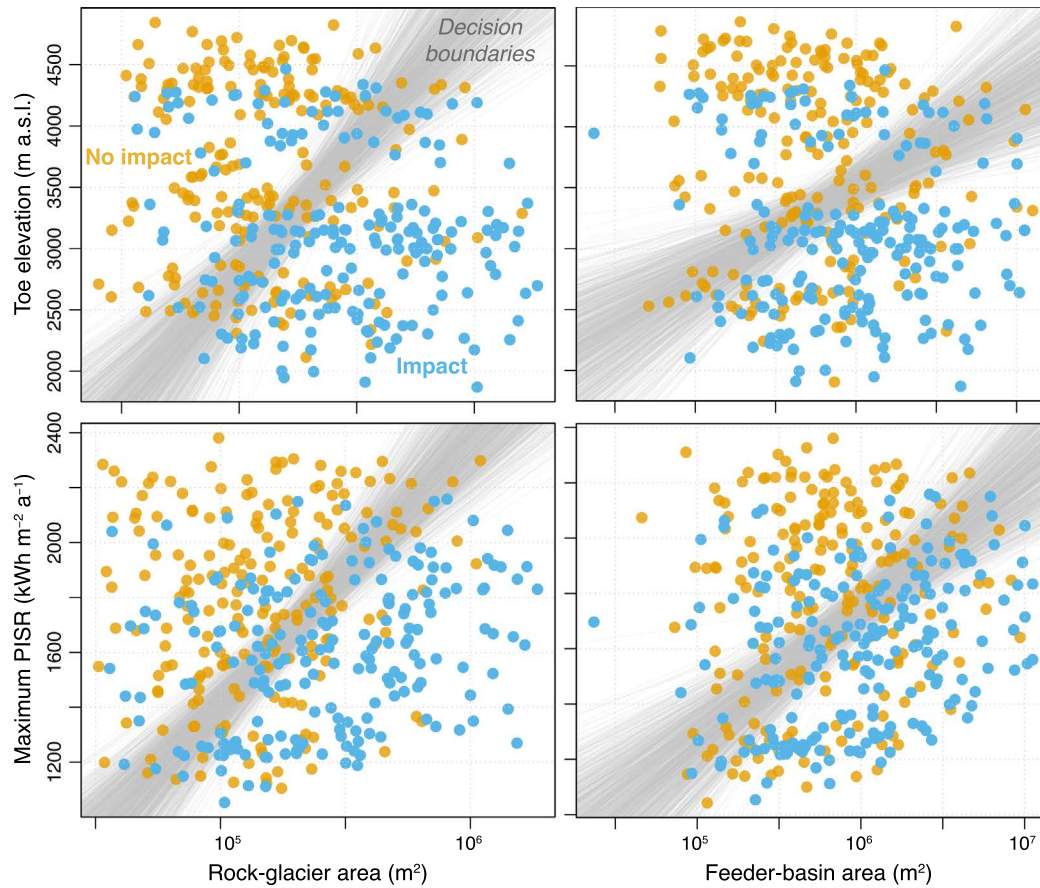 Decision
boundaries
No impact
Impact
Toe elevation (m a.s.l.)
4500
4000
3500
3000
2500
2000
Maximum PISR (kWh m⁻² a⁻¹)
2400
2000
1600
1200
10⁵
10⁶
10⁵
10⁶
10⁷
Rock-glacier area (m²)
Feeder-basin area (m²)